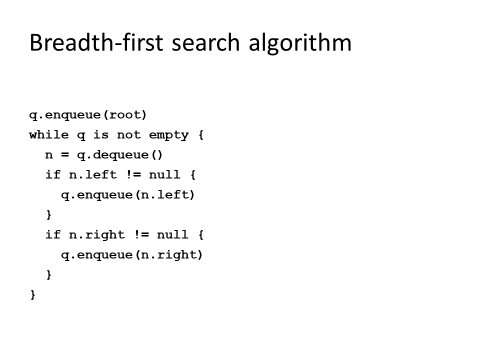 Breadth-first search algorithm
q.enqueue(root)
while q is not empty {
  n = q.dequeue()
  if n.left != null {
    q.enqueue(n.left)
  }
  if n.right != null {
    q.enqueue(n.right)
  }
}